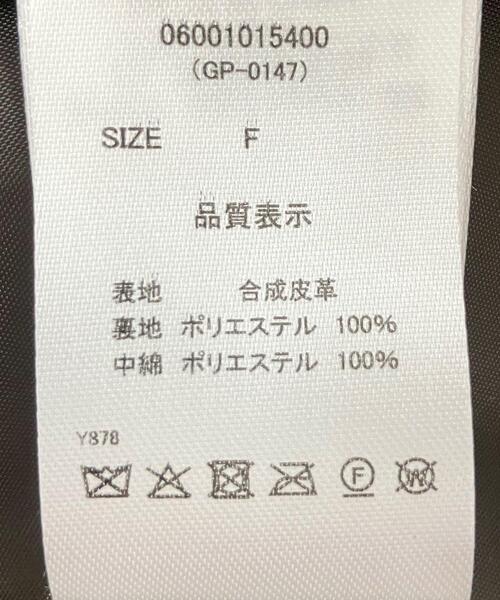 06001015400
(GP-0147)
SIZE F
品質表示
表地 合成皮革
裏地 ポリエステル 100%
中綿 ポリエステル 100%
Y878
F W